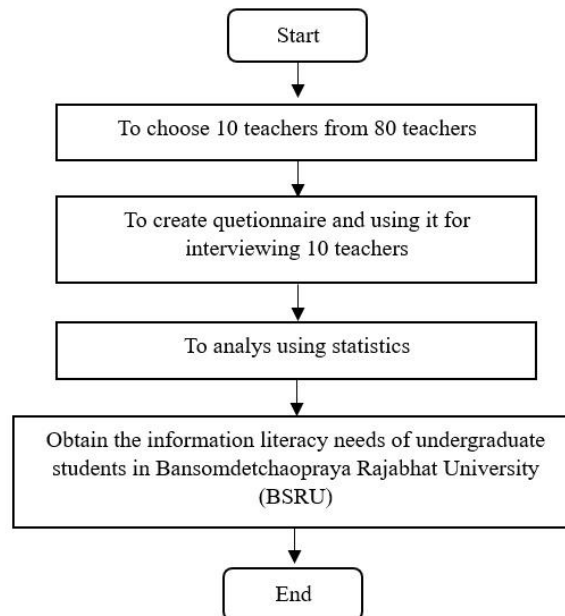 Start
To choose 10 teachers from 80 teachers
To create quetionnaire and using it for
interviewing 10 teachers
To analys using statistics
Obtain the information literacy needs of undergraduate
students in Bansomdetchaopraya Rajabhat University
(BSRU)
End